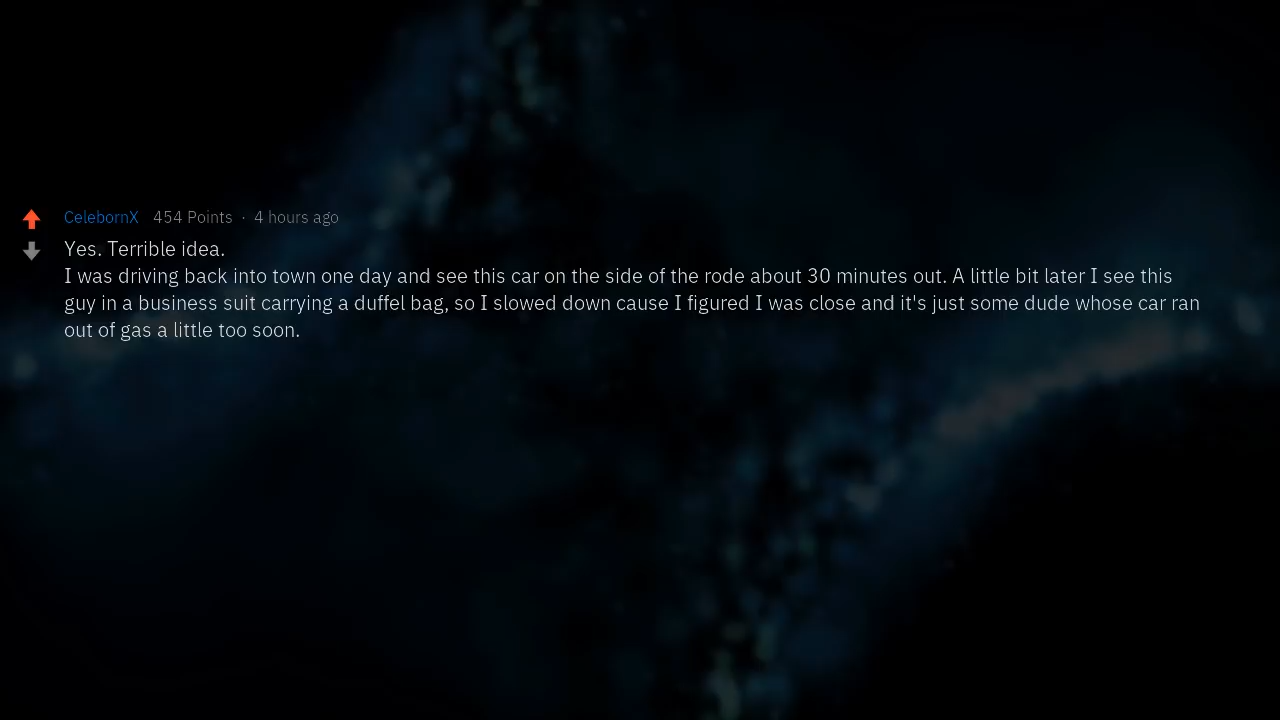 CelebornX 454 Points · 4 hours ago
Yes. Terrible idea.
I was driving back into town one day and see this car on the side of the rode about 30 minutes out. A little bit later I see this
guy in a business suit carrying a duffel bag, so I slowed down cause I figured I was close and it's just some dude whose car ran
out of gas a little too soon.